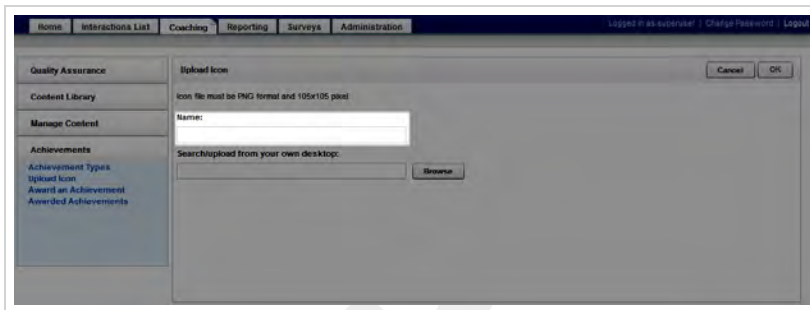 Home Interactions List Coaching Reporting Surveys Administration Logged in as superuser | Change Password | Logout
Quality Assurance
Content Library
Manage Content
Achievements
Achievement Types
Upload Icon
Award an Achievement
Awarded Achievements
Upload Icon Cancel OK
Icon file must be PNG format and 105x105 pixel
Name:
Search/upload from your own desktop:
Browse